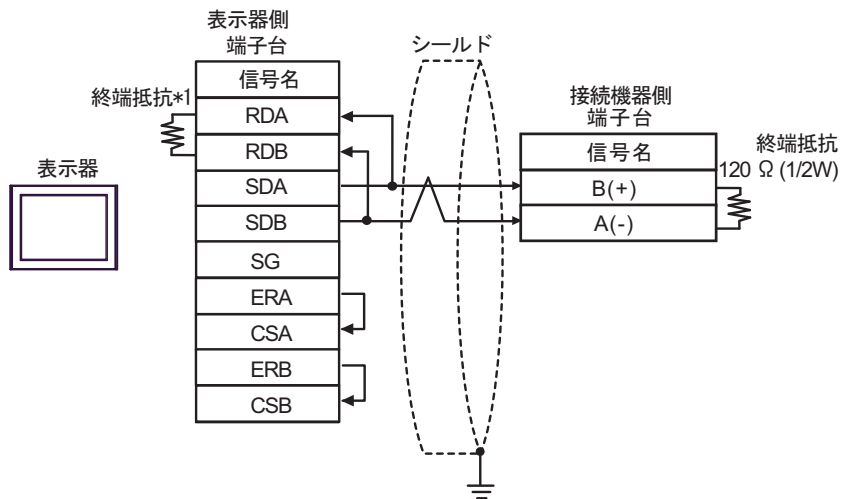 表示器側
端子台
シールド
信号名
終端抵抗*1
RDA
RDB
SDA
SDB
SG
ERA
CSA
ERB
CSB
表示器
接続機器側
端子台
信号名
B(+)
A(-)
終端抵抗
120 Ω (1/2W)